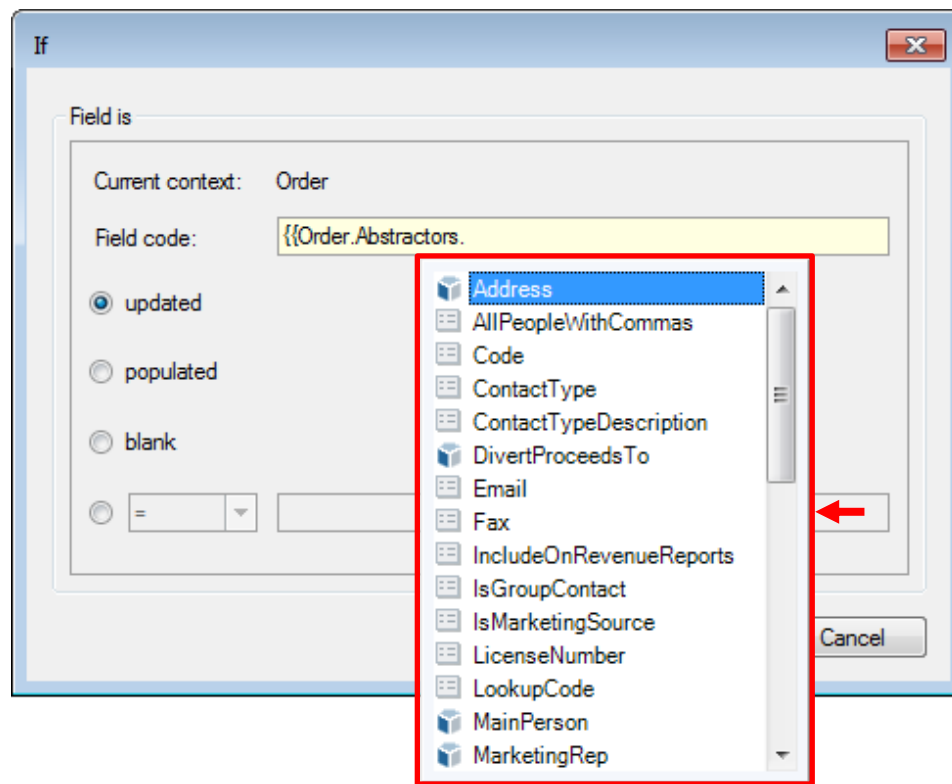 If
Field is
Current context: Order
Field code: {{Order.Abstractors.
updated
populated
blank
=
Address
AllPeopleWithCommas
Code
ContactType
ContactTypeDescription
DivertProceedsTo
Email
Fax
IncludeOnRevenueReports
IsGroupContact
IsMarketingSource
LicenseNumber
LookupCode
MainPerson
MarketingRep
Cancel